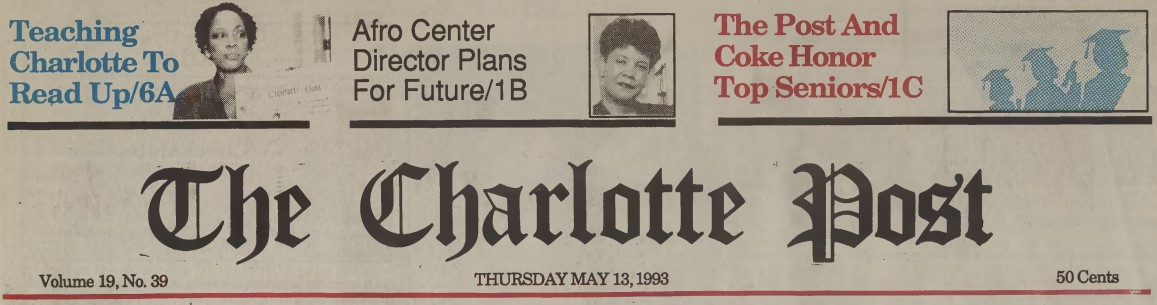 Teaching
Charlotte To
Read Up/6A
Afro Center
Director Plans
For Future/1B
The Post And
Coke Honor
Top Seniors/1C
The Charlotte Post
Volume 19, No. 39
THURSDAY MAY 13, 1993
50 Cents